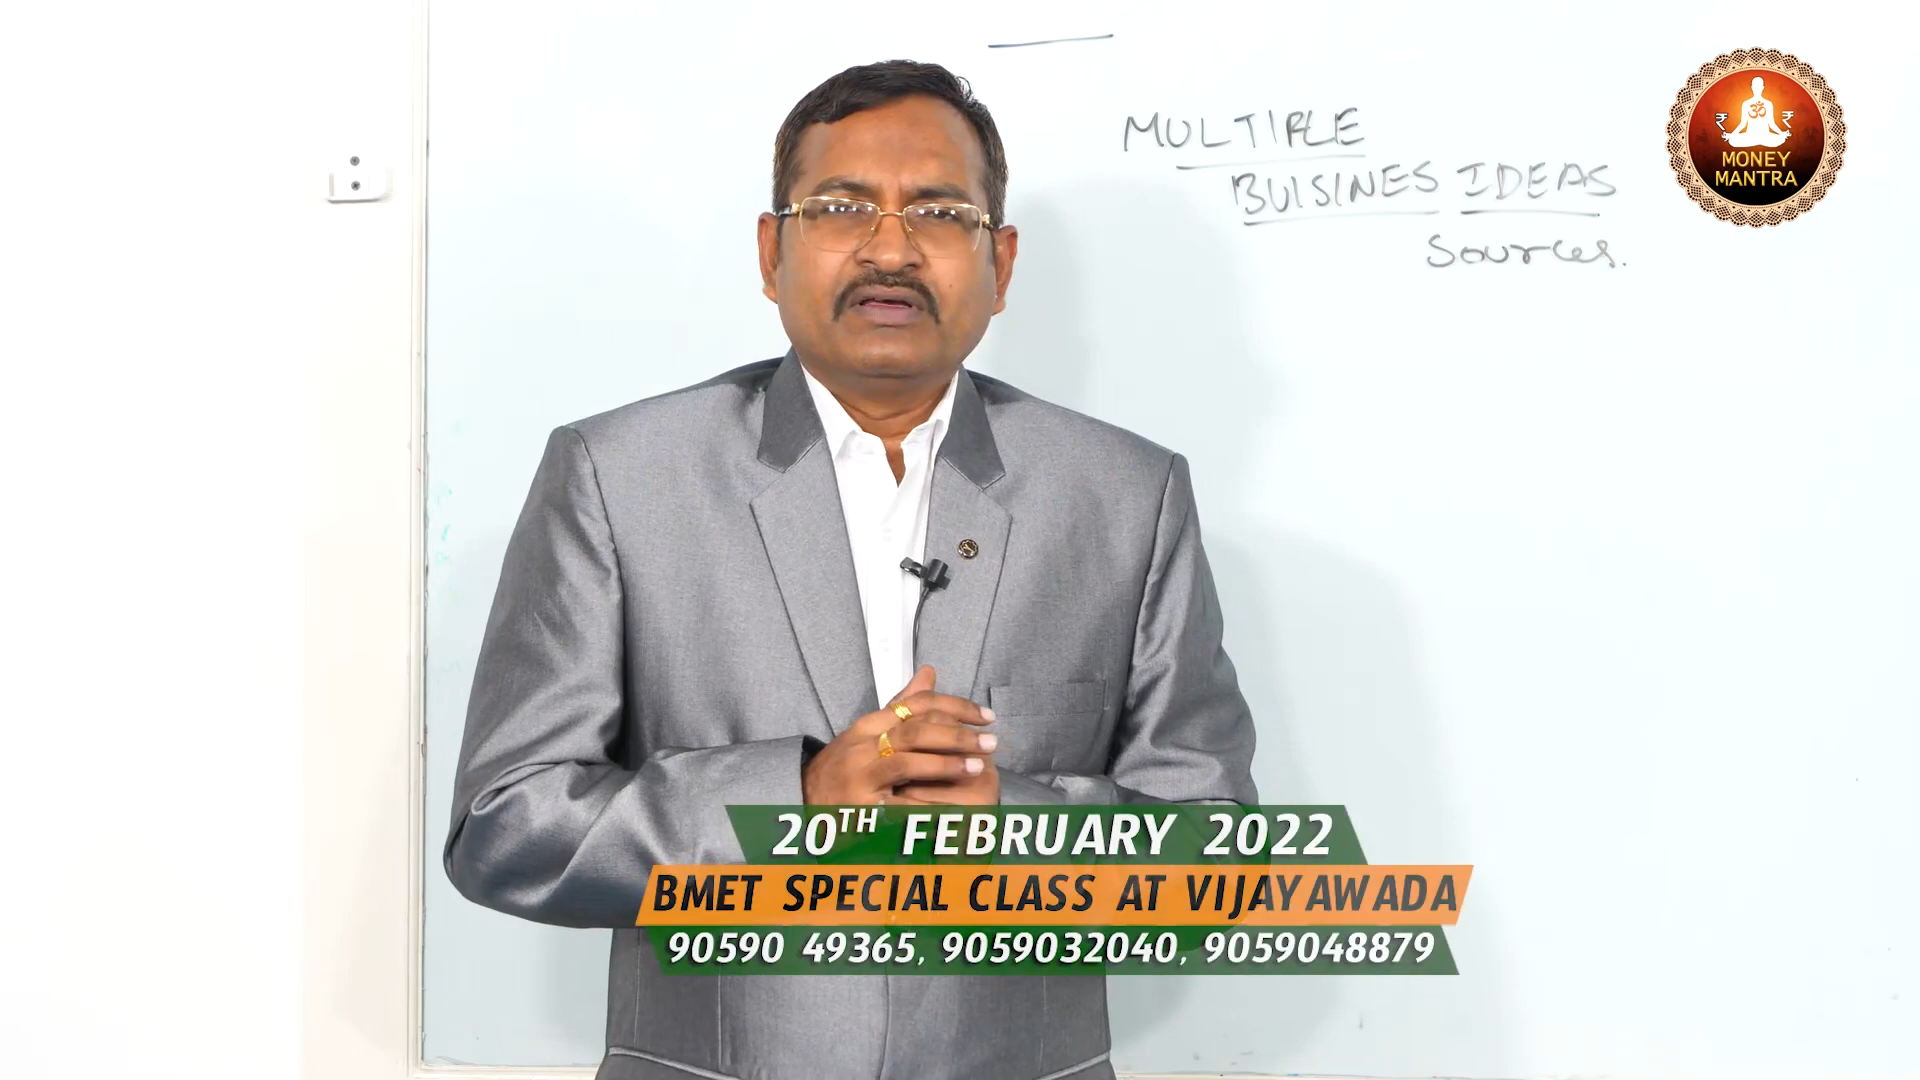 MULTIPLE
BUISINES IDEAS
Sources.
₹ ॐ ₹
MONEY
MANTRA
20TH FEBRUARY 2022
BMET SPECIAL CLASS AT VIJAYAWADA
90590 49365, 9059032040, 9059048879